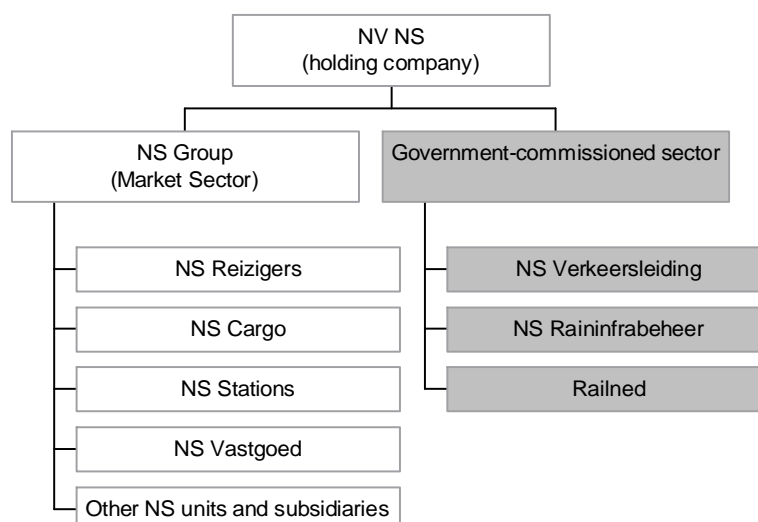 NV NS
(holding company)
NS Group
(Market Sector)
Government-commissioned sector
NS Reizigers
NS Cargo
NS Stations
NS Vastgoed
Other NS units and subsidiaries
NS Verkeersleiding
NS Raininfrabeheer
Railned